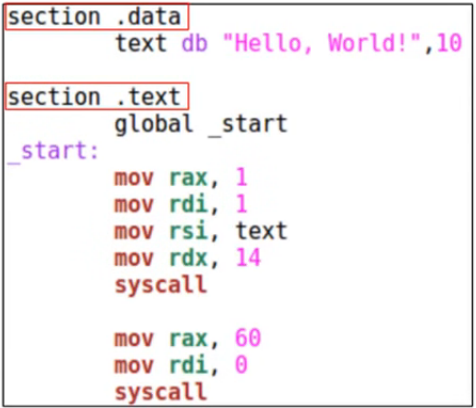 section .data
text db "Hello, World!",10
section .text
global _start
_start:
mov rax, 1
mov rdi, 1
mov rsi, text
mov rdx, 14
syscall
mov rax, 60
mov rdi, 0
syscall